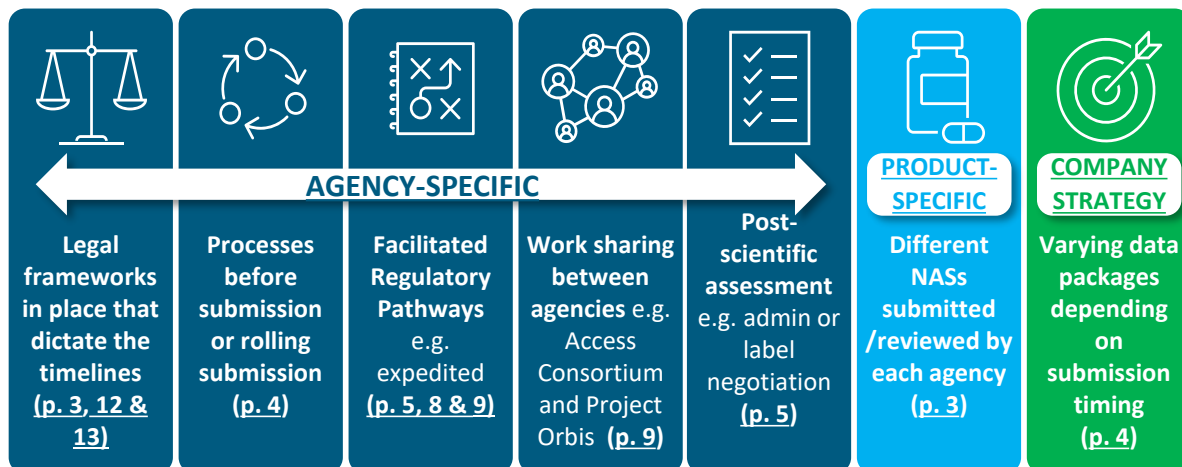 AGENCY-SPECIFIC
Legal
frameworks
in place that
dictate the
timelines
(p. 3, 12 &
13)
Processes
before
submission
or rolling
submission
(p. 4)
Facilitated
Regulatory
Pathways
e.g.
expedited
(p. 5, 8 & 9)
Work sharing
between
agencies e.g.
Access
Consortium
and Project
Orbis (p. 9)
Post-
scientific
assessment
e.g. admin or
label
negotiation
(p. 5)
PRODUCT-
SPECIFIC
Different
NASs
submitted
/reviewed by
each agency
(p. 3)
COMPANY
STRATEGY
Varying data
packages
depending
on
submission
timing
(p. 4)